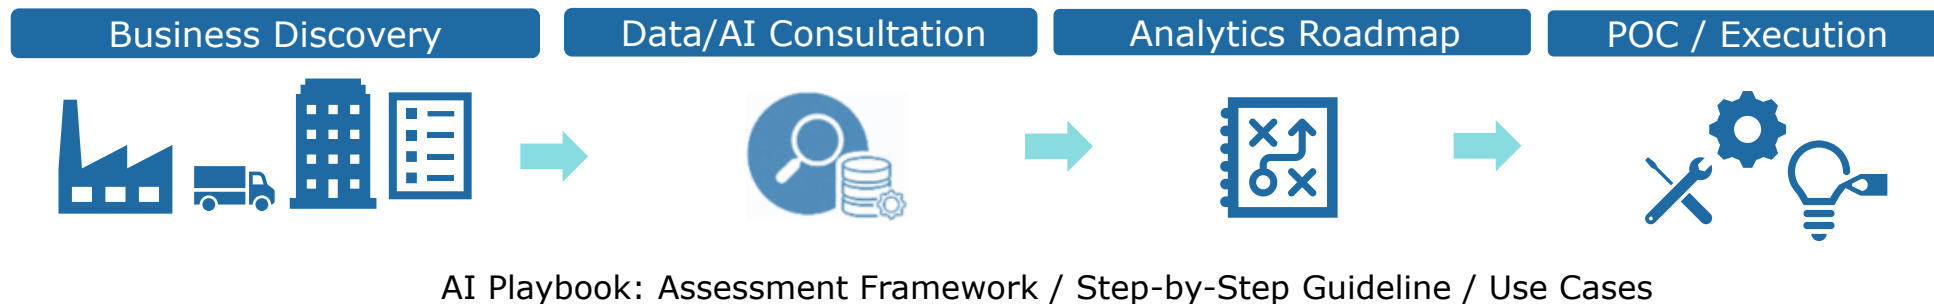 Business Discovery
Data/AI Consultation
Analytics Roadmap
POC / Execution
AI Playbook: Assessment Framework / Step-by-Step Guideline / Use Cases